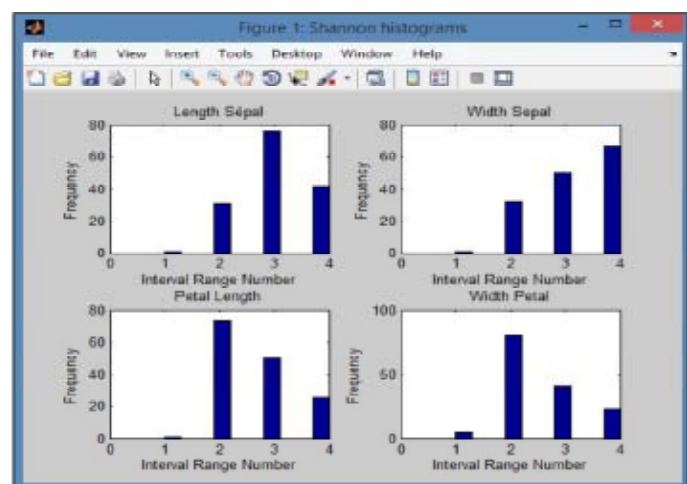 Figure 1: Shannon histograms
File Edit View Insert Tools Desktop Window Help
Length Sépal
80
60
40
20
0
Frequency
0 1 2 3 4
Interval Range Number
Width Sepal
80
60
40
20
0
Frequency
0 1 2 3 4
Interval Range Number
Petal Length
80
60
40
20
0
Frequency
0 1 2 3 4
Interval Range Number
Width Petal
100
50
0
Frequency
0 1 2 3 4
Interval Range Number